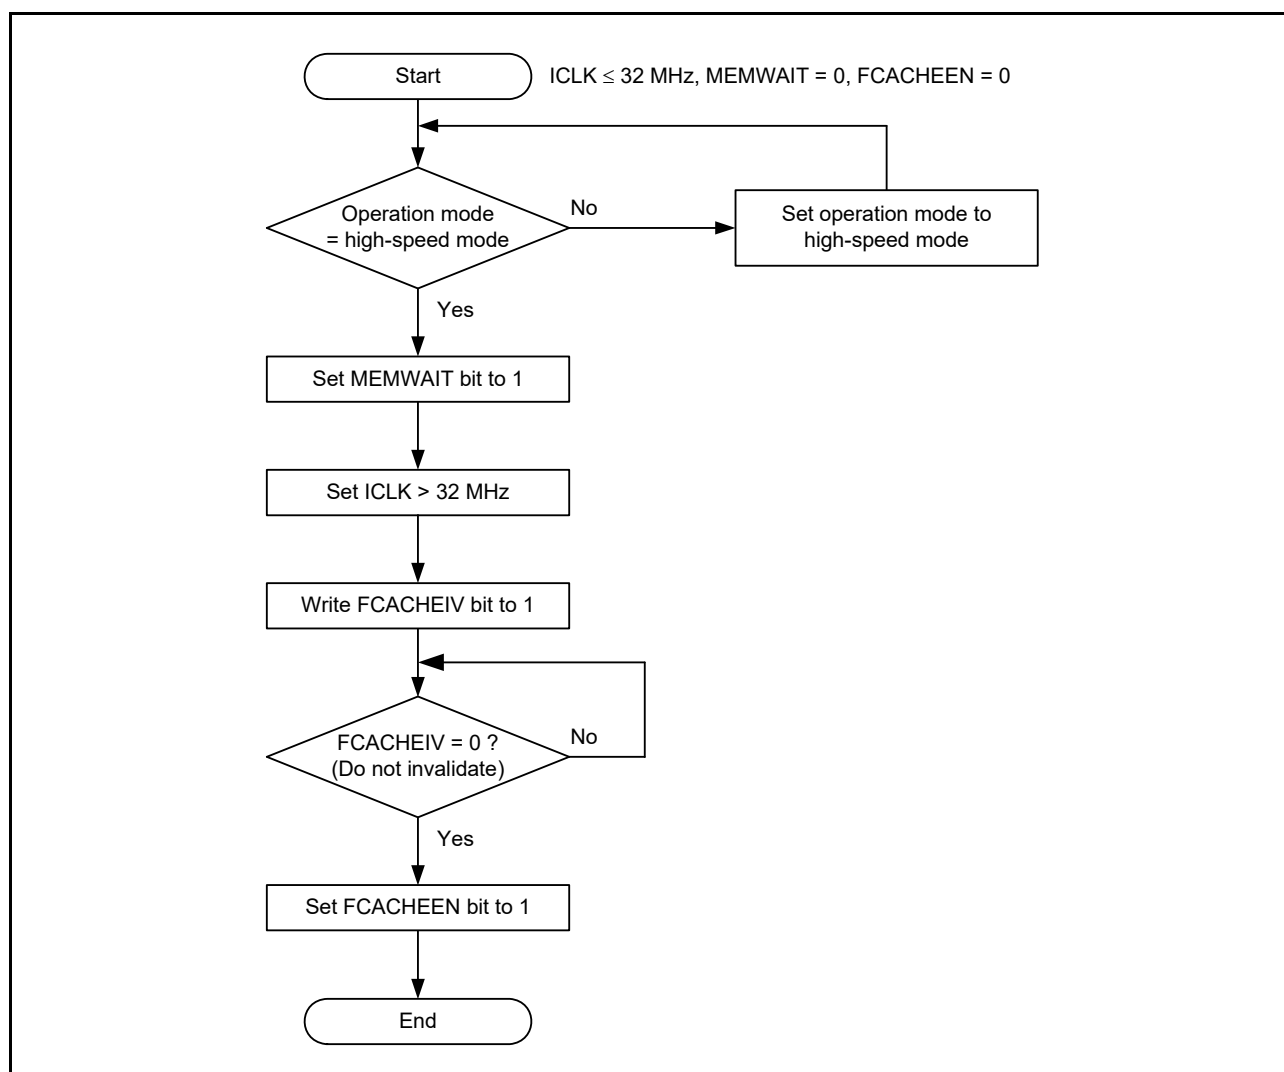 Start
ICLK ≤ 32 MHz, MEMWAIT = 0, FCACHEEN = 0
Operation mode
= high-speed mode
No
Set operation mode to
high-speed mode
Yes
Set MEMWAIT bit to 1
Set ICLK > 32 MHz
Write FCACHEIV bit to 1
FCACHEIV = 0 ?
(Do not invalidate)
No
Yes
Set FCACHEEN bit to 1
End